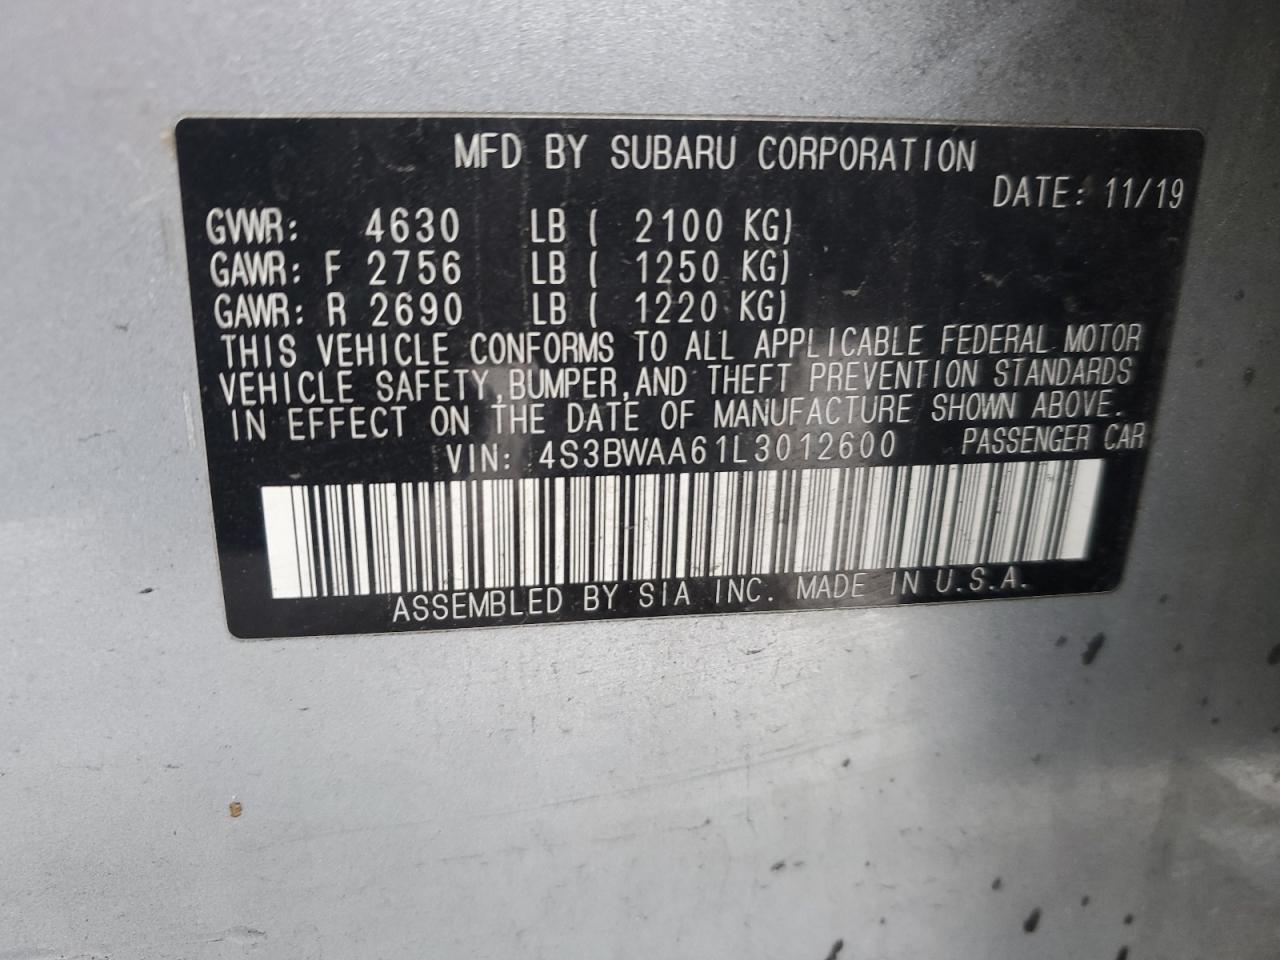 MFD BY SUBARU CORPORATION
DATE: 11/19
GVWR: 4630 LB ( 2100 KG)
GAWR: F 2756 LB ( 1250 KG)
GAWR: R 2690 LB ( 1220 KG)
THIS VEHICLE CONFORMS TO ALL APPLICABLE FEDERAL MOTOR
VEHICLE SAFETY, BUMPER, AND THEFT PREVENTION STANDARDS
IN EFFECT ON THE DATE OF MANUFACTURE SHOWN ABOVE.
VIN: 4S3BWAA61L3012600 PASSENGER CAR
ASSEMBLED BY SIA INC. MADE IN U.S.A.